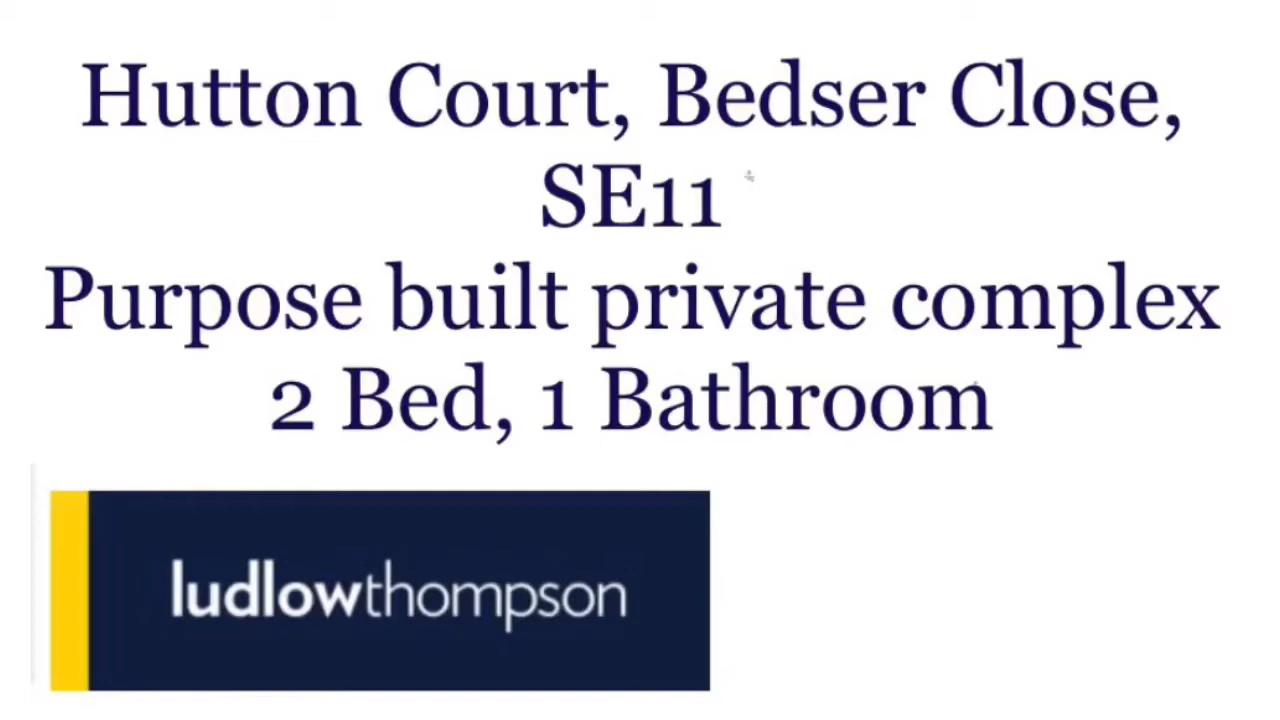 Hutton Court, Bedser Close,
SE11
Purpose built private complex
2 Bed, 1 Bathroom
ludlowthompson